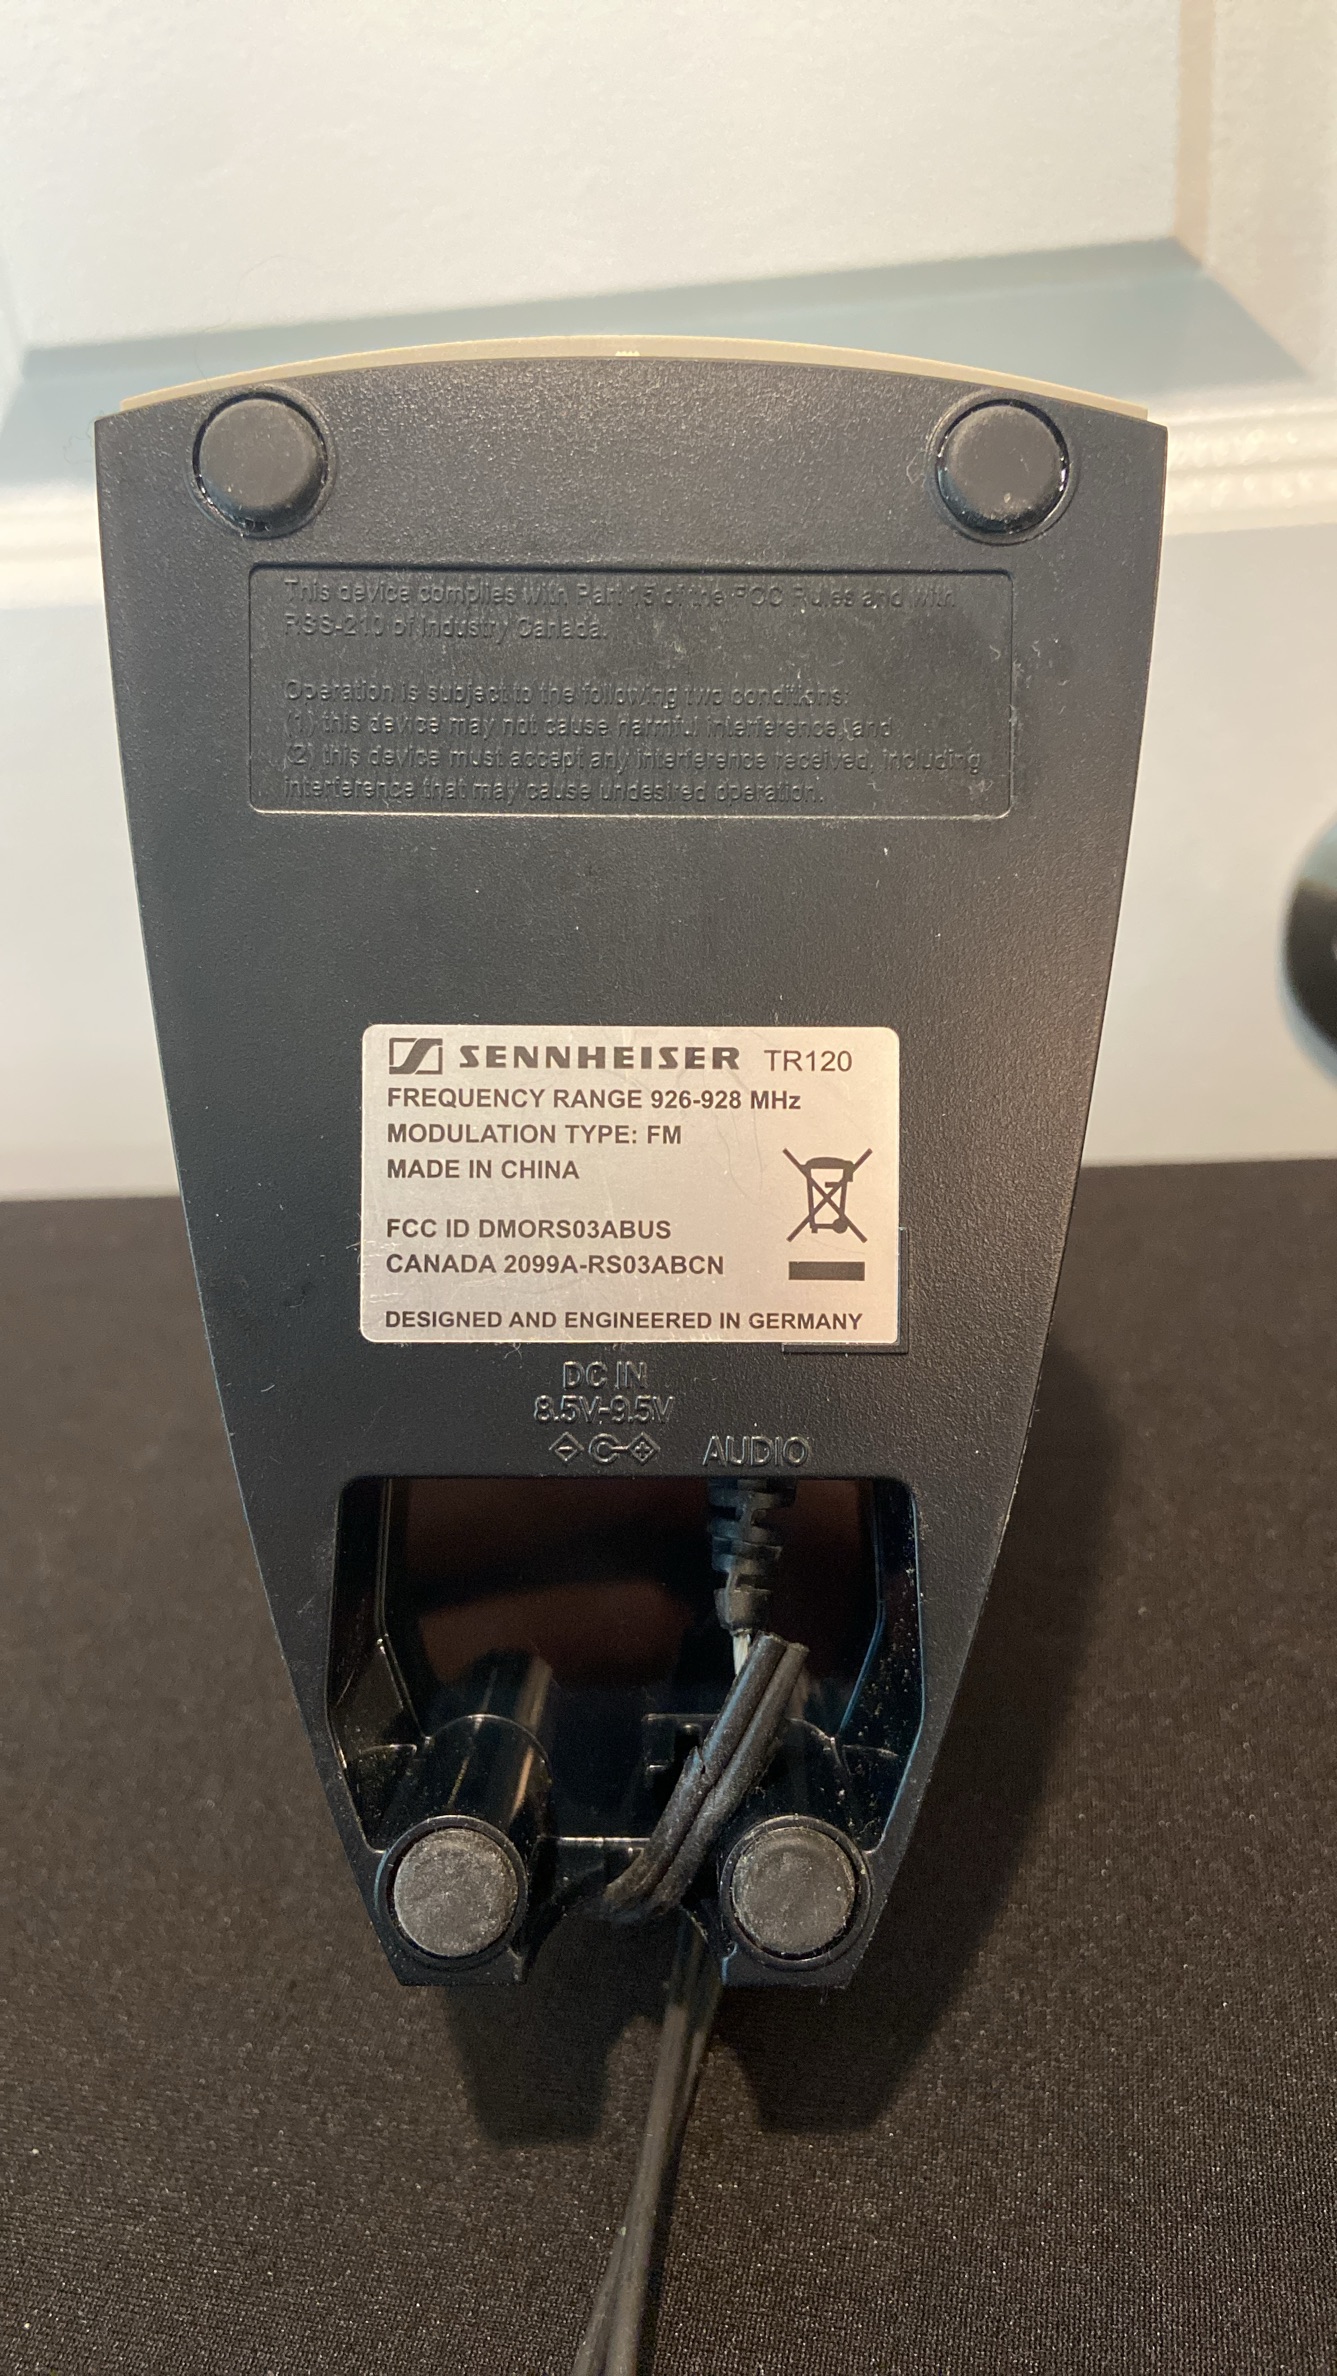 This device complies with Part 15 of the FCC Rules and with
RSS-210 of Industry Canada.
Operation is subject to the following two conditions:
(1) this device may not cause harmful interference, and
(2) this device must accept any interference received, including
interference that may cause undesired operation.
SENNHEISER TR120
FREQUENCY RANGE 926-928 MHz
MODULATION TYPE: FM
MADE IN CHINA
FCC ID DMORS03ABUS
CANADA 2099A-RS03ABCN
DESIGNED AND ENGINEERED IN GERMANY
DC IN
8.5V-9.5V
AUDIO